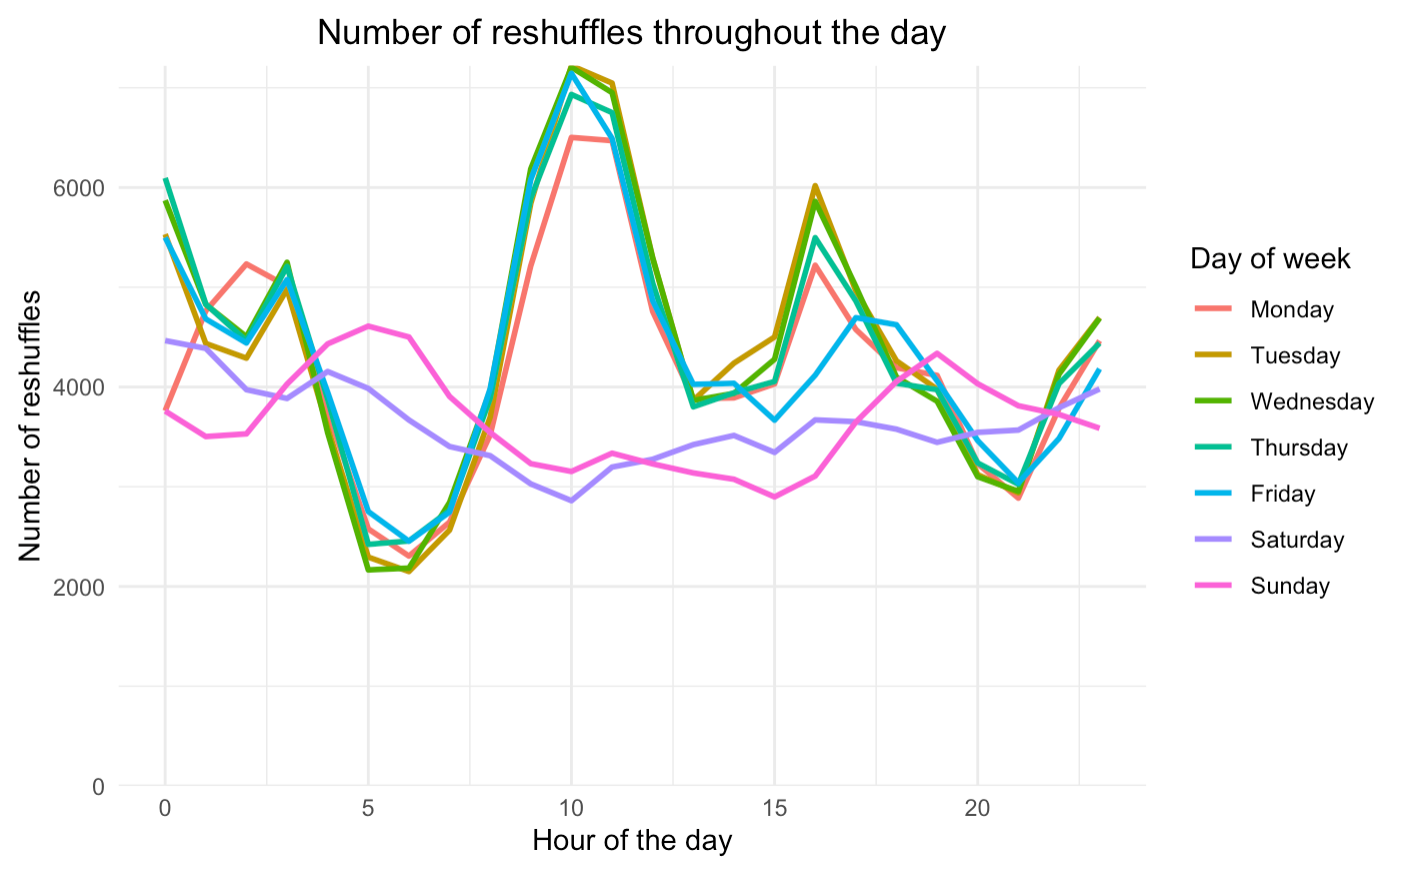 Number of reshuffles throughout the day
Number of reshuffles
6000
4000
2000
0
0 5 10 15 20
Hour of the day
Day of week
Monday
Tuesday
Wednesday
Thursday
Friday
Saturday
Sunday